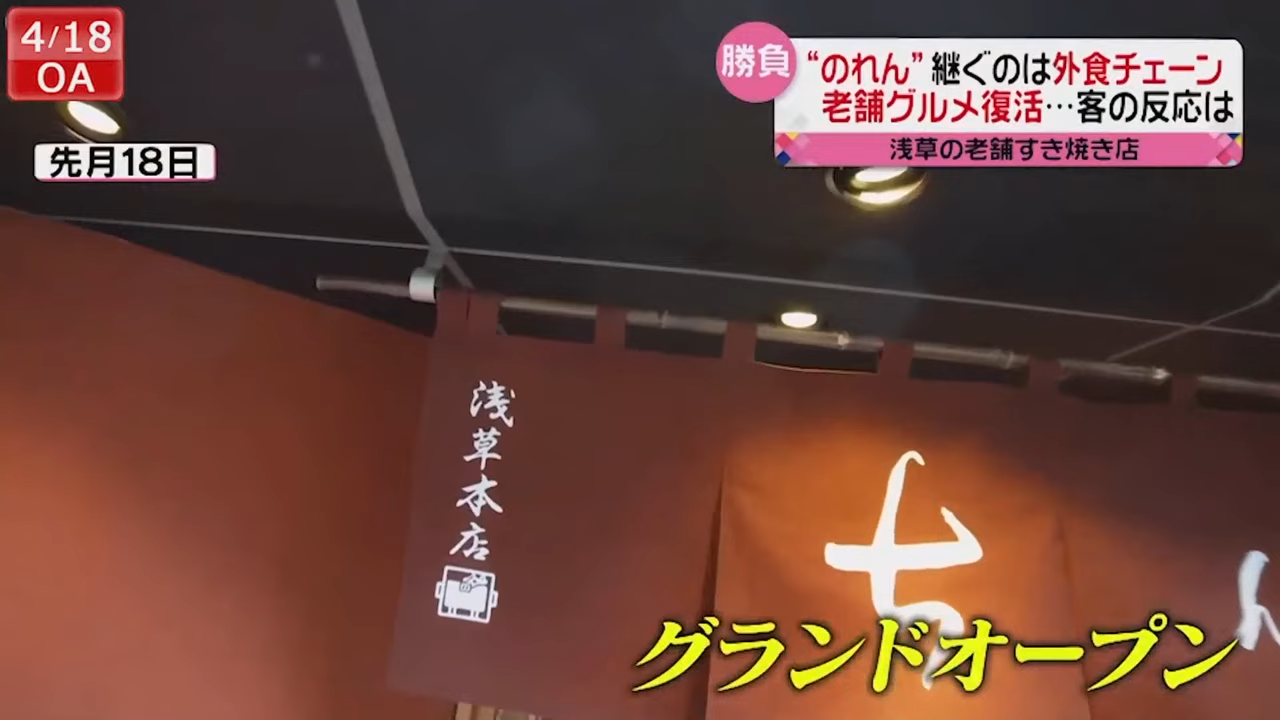 4/18
OA
先月18日
勝負
“のれん”継ぐのは外食チェーン
老舗グルメ復活…客の反応は
浅草の老舗すき焼き店
浅草本店
ち
ん
グランドオープン